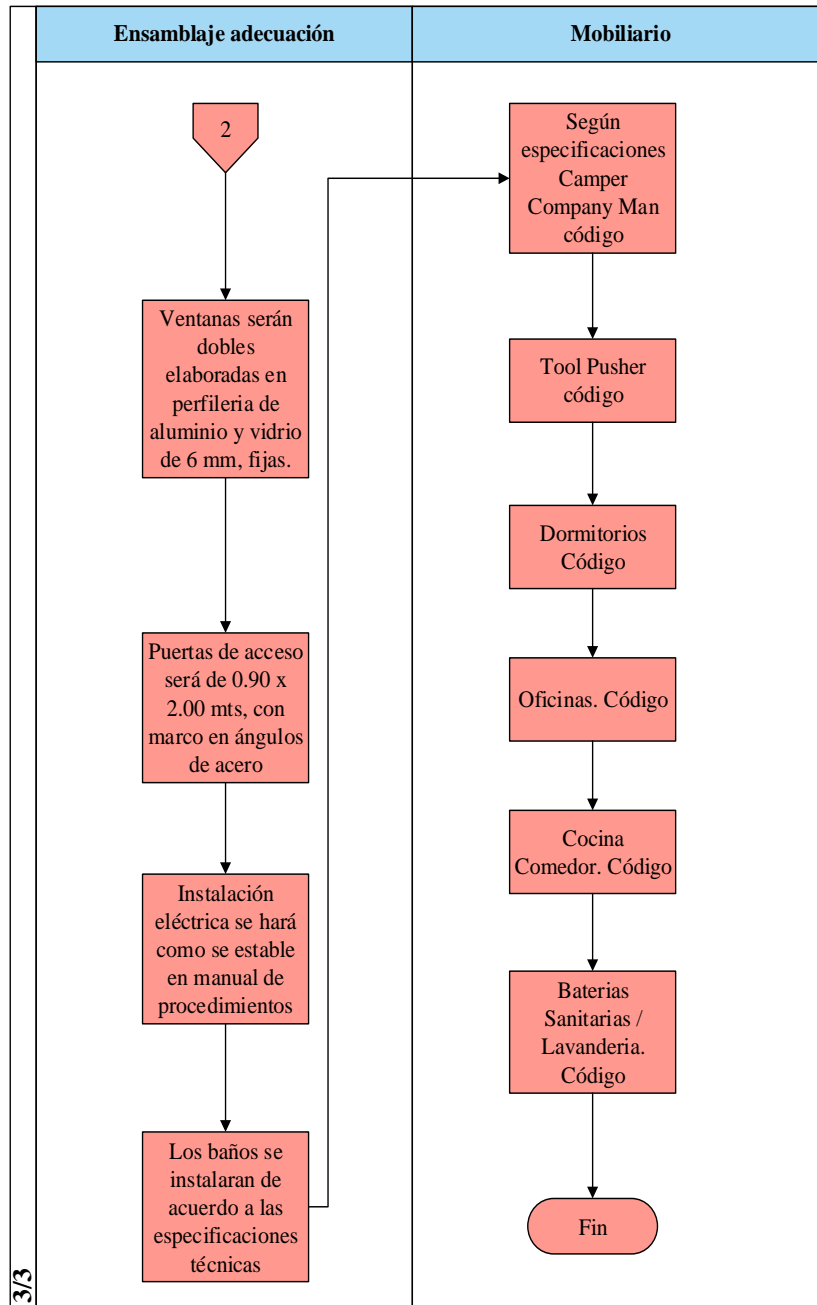 Ensamblaje adecuación
Mobiliario
2
Ventanas serán
dobles
elaboradas en
perfileria de
aluminio y vidrio
de 6 mm, fijas.
Puertas de acceso
será de 0.90 x
2.00 mts, con
marco en ángulos
de acero
Instalación
eléctrica se hará
como se estable
en manual de
procedimientos
Los baños se
instalaran de
acuerdo a las
especificaciones
técnicas
Según
especificaciones
Camper
Company Man
código
Tool Pusher
código
Dormitorios
Código
Oficinas. Código
Cocina
Comedor. Código
Baterias
Sanitarias /
Lavanderia.
Código
Fin
3/3